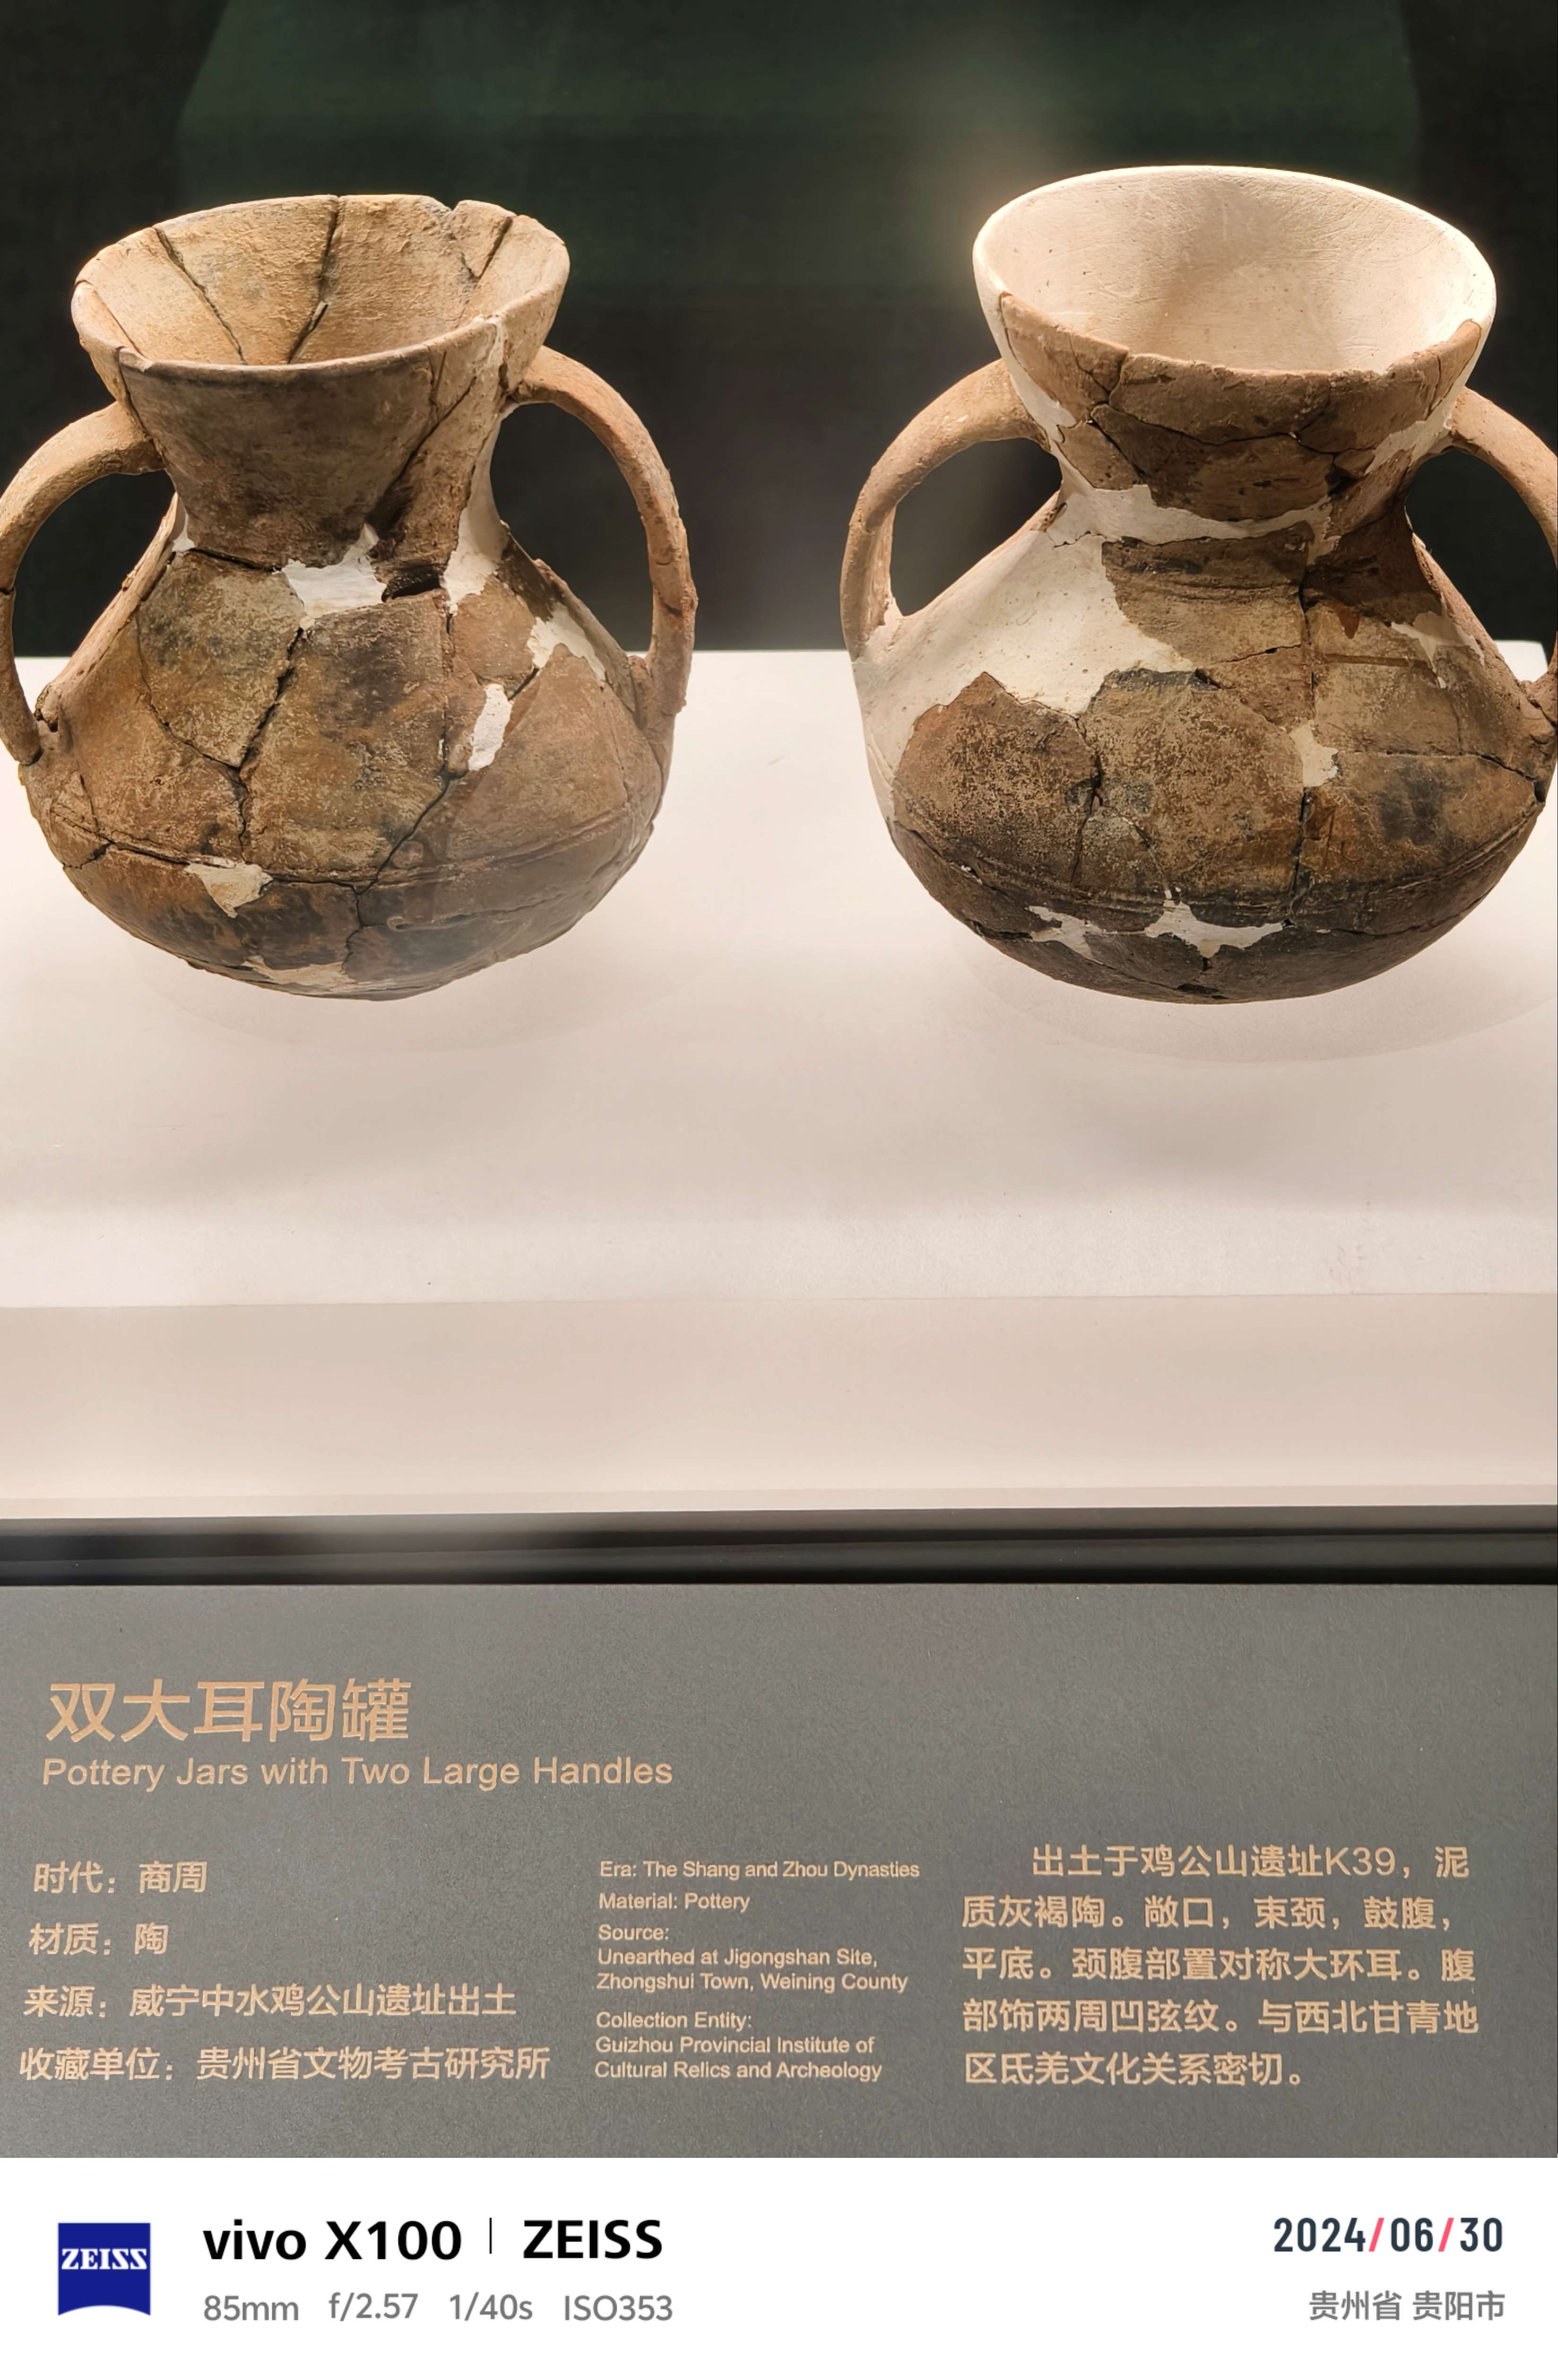 双大耳陶罐
Pottery Jars with Two Large Handles
时代：商周
材质：陶
来源：威宁中水鸡公山遗址出土
收藏单位：贵州省文物考古研究所
Era: The Shang and Zhou Dynasties
Material: Pottery
Source:
Unearthed at Jigongshan Site,
Zhongshui Town, Weining County
Collection Entity:
Guizhou Provincial Institute of
Cultural Relics and Archeology
出土于鸡公山遗址K39，泥
质灰褐陶。敞口，束颈，鼓腹，
平底。颈腹部置对称大环耳。腹
部饰两周凹弦纹。与西北甘青地
区氐羌文化关系密切。
ZEISS
vivo X100 | ZEISS
85mm f/2.57 1/40s ISO353
2024/06/30
贵州省 贵阳市